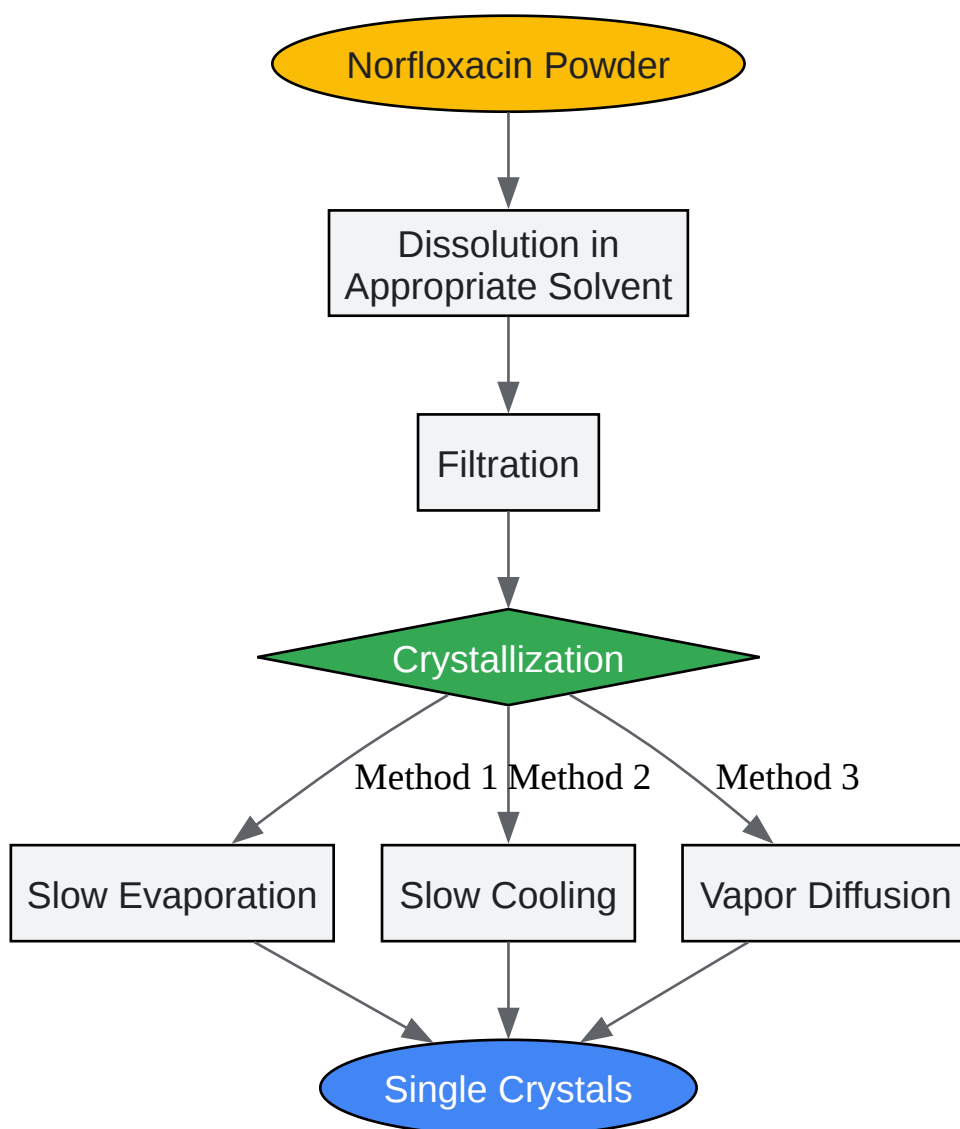 Norfloxacin Powder
Dissolution in
Appropriate Solvent
Filtration
Crystallization
Method 1
Method 2
Method 3
Slow Evaporation
Slow Cooling
Vapor Diffusion
Single Crystals